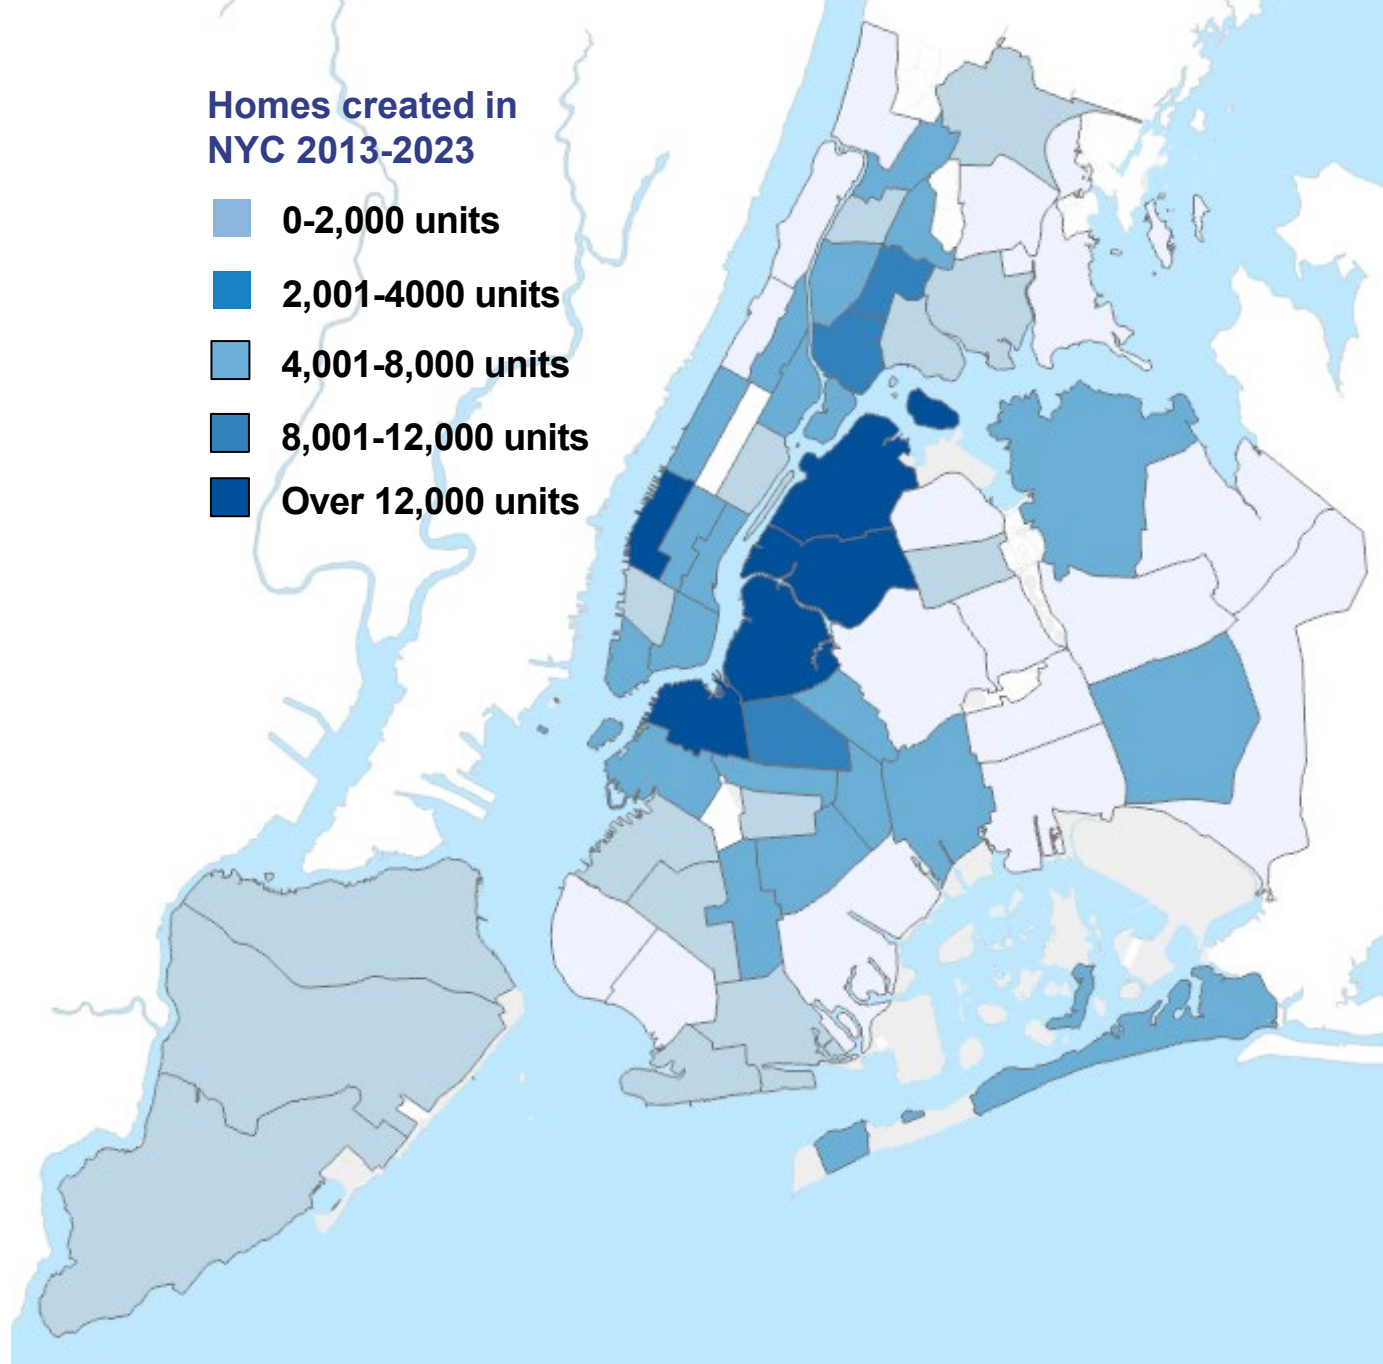 Homes created in
NYC 2013-2023
0-2,000 units
2,001-4000 units
4,001-8,000 units
8,001-12,000 units
Over 12,000 units